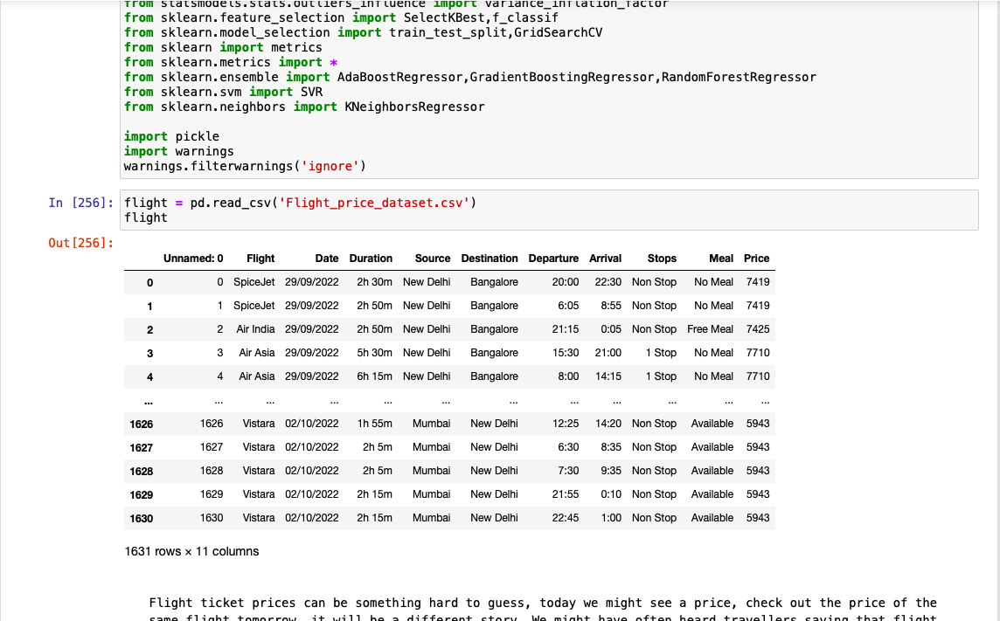 from statsmodels.stats.outliers_influence import variance_inflation_factor
from sklearn.feature_selection import SelectKBest,f_classif
from sklearn.model_selection import train_test_split,GridSearchCV
from sklearn import metrics
from sklearn.metrics import *
from sklearn.ensemble import AdaBoostRegressor,GradientBoostingRegressor,RandomForestRegressor
from sklearn.svm import SVR
from sklearn.neighbors import KNeighborsRegressor
import pickle
import warnings
warnings.filterwarnings('ignore')
In [256]: flight = pd.read_csv('Flight_price_dataset.csv')
flight
Out[256]:
Unnamed: 0 Flight Date Duration Source Destination Departure Arrival Stops Meal Price
0 0 SpiceJet 29/09/2022 2h 30m New Delhi Bangalore 20:00 22:30 Non Stop No Meal 7419
1 1 SpiceJet 29/09/2022 2h 50m New Delhi Bangalore 6:05 8:55 Non Stop No Meal 7419
2 2 Air India 29/09/2022 2h 50m New Delhi Bangalore 21:15 0:05 Non Stop Free Meal 7425
3 3 Air Asia 29/09/2022 5h 30m New Delhi Bangalore 15:30 21:00 1 Stop No Meal 7710
4 4 Air Asia 29/09/2022 6h 15m New Delhi Bangalore 8:00 14:15 1 Stop No Meal 7710
... ... ... ... ... ... ... ... ... ... ... ...
1626 1626 Vistara 02/10/2022 1h 55m Mumbai New Delhi 12:25 14:20 Non Stop Available 5943
1627 1627 Vistara 02/10/2022 2h 5m Mumbai New Delhi 6:30 8:35 Non Stop Available 5943
1628 1628 Vistara 02/10/2022 2h 5m Mumbai New Delhi 7:30 9:35 Non Stop Available 5943
1629 1629 Vistara 02/10/2022 2h 15m Mumbai New Delhi 21:55 0:10 Non Stop Available 5943
1630 1630 Vistara 02/10/2022 2h 15m Mumbai New Delhi 22:45 1:00 Non Stop Available 5943
1631 rows × 11 columns
Flight ticket prices can be something hard to guess, today we might see a price, check out the price of the
same flight tomorrow, it will be a different story. We might have often heard travellers saying that flight